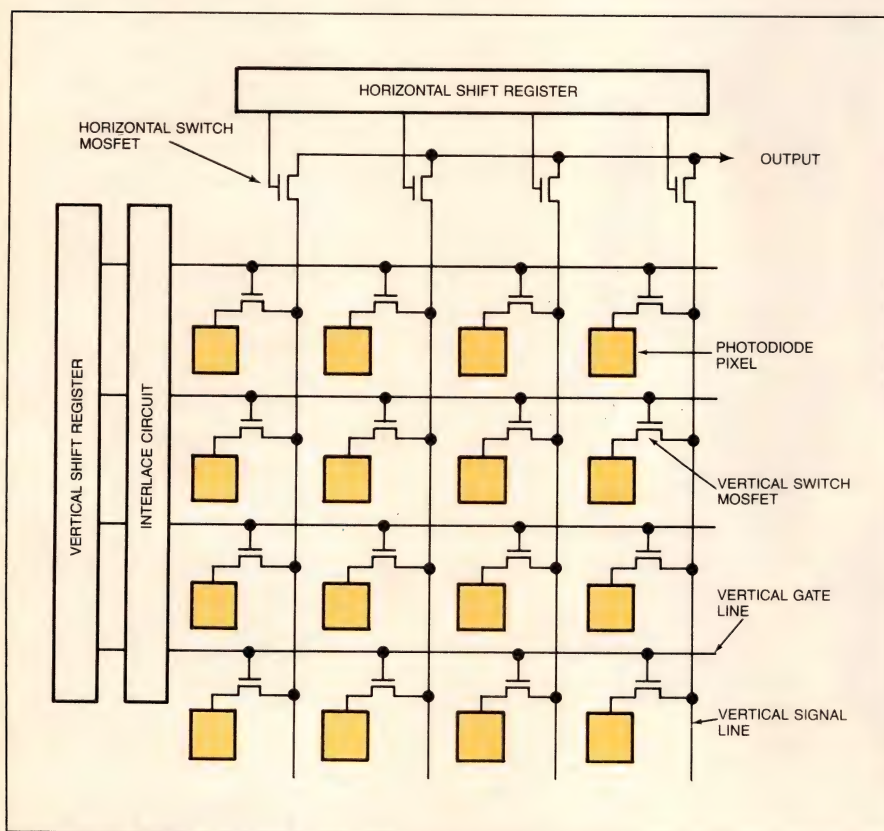 HORIZONTAL SHIFT REGISTER
HORIZONTAL SWITCH
MOSFET
OUTPUT
VERTICAL SHIFT REGISTER
INTERLACE CIRCUIT
PHOTODIODE
PIXEL
VERTICAL SWITCH
MOSFET
VERTICAL GATE
LINE
VERTICAL SIGNAL
LINE